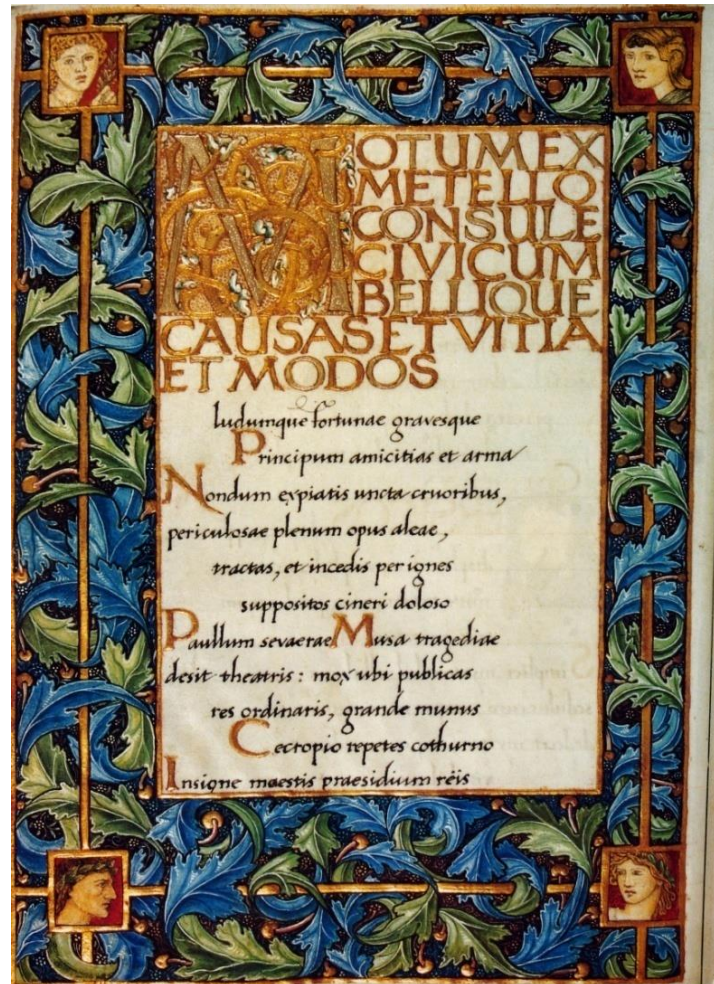 MOTUM EX
METELLO
CONSULE
CIVICUM
BELLIQUE
CAUSAS ET VITIA
ET MODOS
ludumque fortunae gravesque
Principum amicitias et arma
Nondum expiatis uncta cruoribus,
periculosae plenum opus aleae,
tractas, et incedis per ignes
suppositos cineri doloso
Paullum sevaerae Musa tragediae
desit theatris: mox ubi publicas
res ordinaris, grande munus
Cecropio repetes cothurno
Insigne maestis praesidium reis